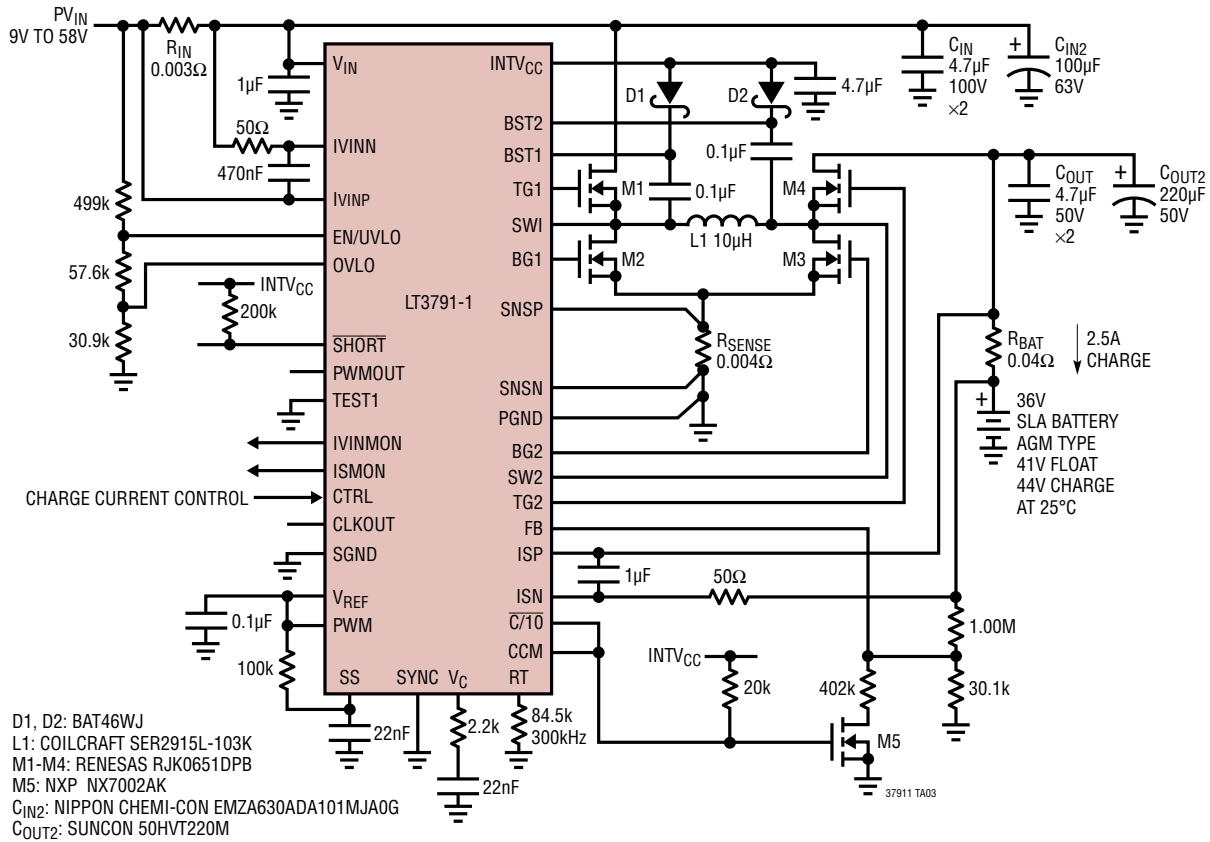 PVIN
9V TO 58V
RIN
0.003Ω
1µF
50Ω
470nF
499k
57.6k
30.9k
INTVCC
200k
CHARGE CURRENT CONTROL
0.1µF
100k
VIN
IVINN
IVINP
EN/UVLO
OVLO
SHORT
PWMOUT
TEST1
IVINMON
ISMON
CTRL
CLKOUT
SGND
VREF
PWM
SS
SYNC
VC
RT
LT3791-1
INTVCC
BST2
BST1
TG1
SWI
BG1
SNSP
SNSN
PGND
BG2
SW2
TG2
FB
ISP
ISN
C/10
CCM
22nF
2.2k
22nF
84.5k
300kHz
D1
D2
4.7µF
0.1µF
0.1µF
M1
M2
M4
M3
L1 10µH
RSENSE
0.004Ω
CIN
4.7µF
100V
×2
+
CIN2
100µF
63V
COUT
4.7µF
50V
×2
+
COUT2
220µF
50V
RBAT
0.04Ω
2.5A
CHARGE
+
36V
SLA BATTERY
AGM TYPE
41V FLOAT
44V CHARGE
AT 25°C
1µF
50Ω
1.00M
30.1k
402k
INTVCC
20k
M5
37911 TA03
D1, D2: BAT46WJ
L1: COILCRAFT SER2915L-103K
M1-M4: RENESAS RJK0651DPB
M5: NXP NX7002AK
CIN2: NIPPON CHEMI-CON EMZA630ADA101MJA0G
COUT2: SUNCON 50HVT220M